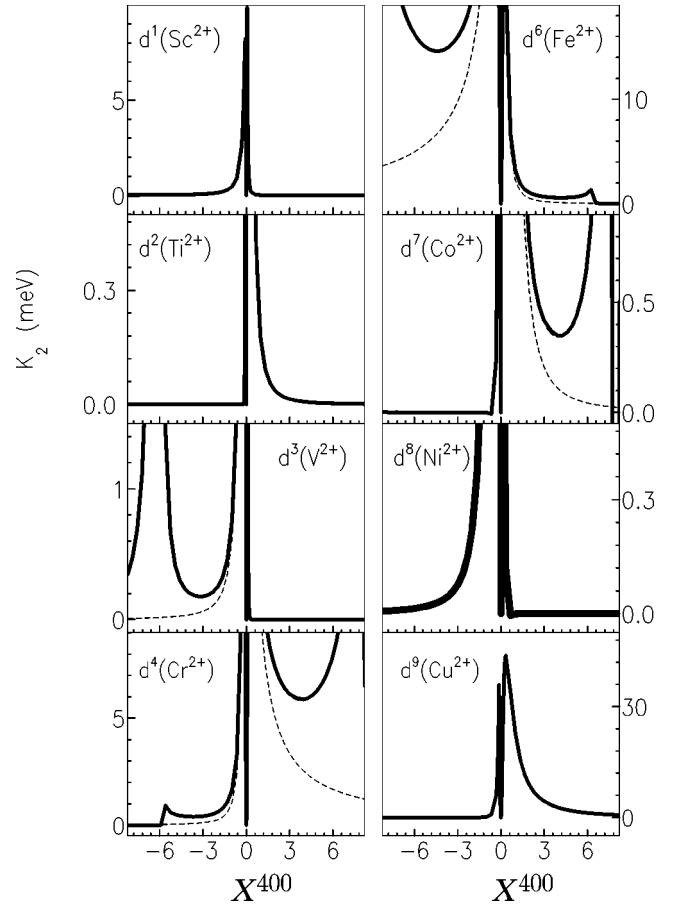 d¹(Sc²⁺)
5
0
d⁶(Fe²⁺)
10
0
d²(Ti²⁺)
0.3
0.0
d⁷(Co²⁺)
0.5
0.0
K₂ (meV)
d³(V²⁺)
1
0
d⁸(Ni²⁺)
0.3
0.0
d⁴(Cr²⁺)
5
0
d⁹(Cu²⁺)
30
0
-6 -3 0 3 6
-6 -3 0 3 6
X⁴⁰⁰
X⁴⁰⁰